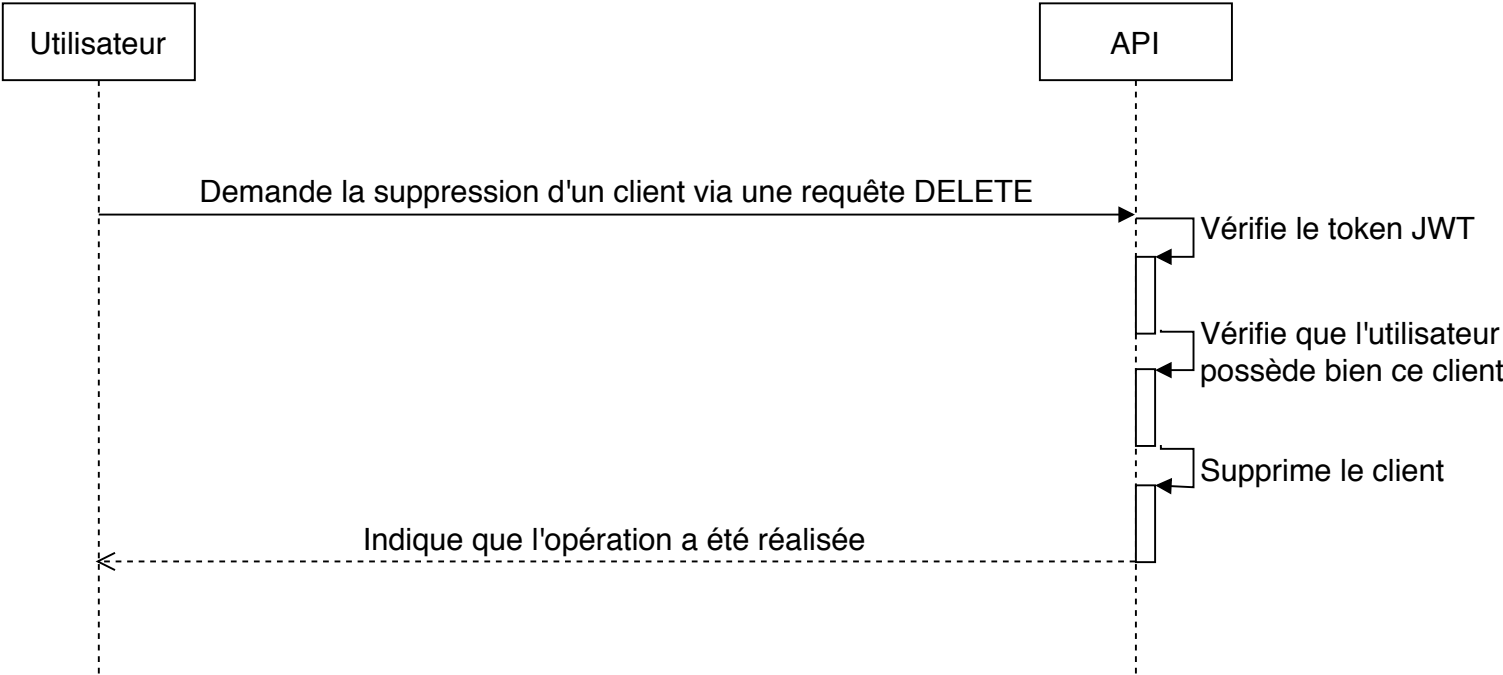 Utilisateur
API
Demande la suppression d'un client via une requête DELETE
Vérifie le token JWT
Vérifie que l'utilisateur
possède bien ce client
Supprime le client
Indique que l'opération a été réalisée